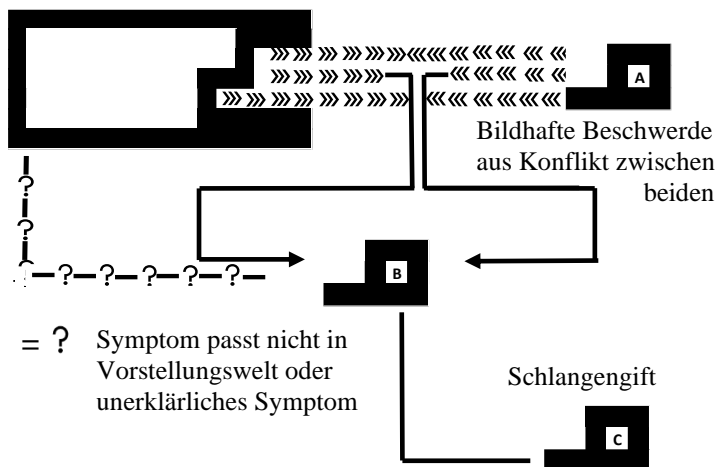 A
Bildhafte Beschwerde
aus Konflikt zwischen
beiden
?
?
? ? ? ? ?
B
= ? Symptom passt nicht in
Vorstellungswelt oder
unerklärliches Symptom
Schlangengift
C